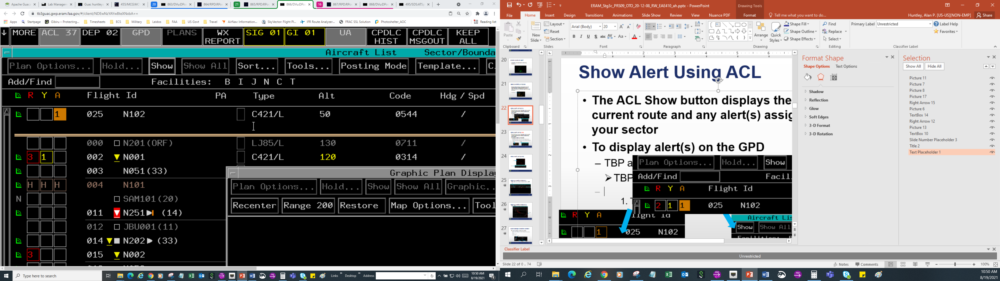 Apache Guac
Lab Managem
Guac huntleya
455/MCG:MC
20
863/DVu:DPo
864/RPD:RPo
21
865/RPD:RPo
866/DVu:DPo
16
867/RPD:RPo
868/DVu:DPo
495/SDS:ATSp
tb3guac.gwp.eram.faa.gov/#/client/NDEwNzYAYwBteXNxbA==
Apps
Startpage
Gibiru – Protecting...
Timesheets
ECS
Military
Leidos
FAA
US Govt
Travel
AirNav: Informatio...
SkyVector: Flight Pl...
IFR Route Analyzer...
FRAC SSL Solution
Photoshelter_AOC
Reading list
MORE ACL 37 DEP 02 GPD PLANS WX REPORT SIG 01 GI 01 UA CPDLC HIST CPDLC MSGOUT KEEP ALL
Aircraft List Sector/Bounda
Plan Options... Hold... Show Show All Sort... Tools... Posting Mode Template... C
Add/Find Facilities: B I J N C T
R Y A Flight Id PA Type Alt Code Hdg / Spd
1 025 N102 C421/L 50 0544 /
000 N201(ORF) LJ85/L 130 0711 /
3 1 002 N001 C421/L 120 0314 /
003 N051(33)
H H H 004 N101
N SAM101(20)
011 N251 (14)
012 JBU001(11)
014 N202 (33)
3 015 N002
Graphic Plan Display
Plan Options... Hold... Show Show All Graphic..
Recenter Range 200 Restore Map Options... Tool
Type here to search
Links
Desktop
Address
10:50 AM
8/19/2021
ERAM_Stg3c_PRS09_OTO_20-12-08_RW_EAE410_ah.pptx - PowerPoint
Drawing Tools
File Home Insert Design Transitions Animations Slide Show Review View Nuance PDF Format Tell me what you want to do...
Huntley, Alan P. [US-US][NON-EMP]
Share
Paste
New Slide
Layout
Reset
Section
Arial (Body) 20
B I U S abc AV Aa A
Arrange
Quick Styles
Shape Fill
Shape Outline
Shape Effects
Find
Replace
Select
Primary Label Unrestricted
Label Help
Favorites
Clipboard Slides Font Paragraph Drawing Editing Classifier Label
20
21
22
23
24
25
26
27
Show Alert Using ACL
• The ACL Show button displays the
current route and any alert(s) assig
your sector
• To display alert(s) on the GPD
– TBP a
➢TBP
–
1.
Plan Options... Hold... Show
Add/Find Facil
R Y A Flight Id
2 1 1 025 N102
R Y A light Id
1 025 N102
Aircraft Lis
Show Show All
Format Shape
Shape Options Text Options
Shadow
Reflection
Glow
Soft Edges
3-D Format
3-D Rotation
Selection
Show All Hide All
Picture 11
Picture 7
Picture 8
Picture 17
Right Arrow 15
Picture 6
TextBox 14
Right Arrow 12
Picture 13
TextBox 10
Slide Number Placeholder 3
Title 2
Text Placeholder 1
Classifier Label
Unrestricted
Slide 22 of 0 .. 74
Notes
Comments
100%
10:50 AM
8/19/2021